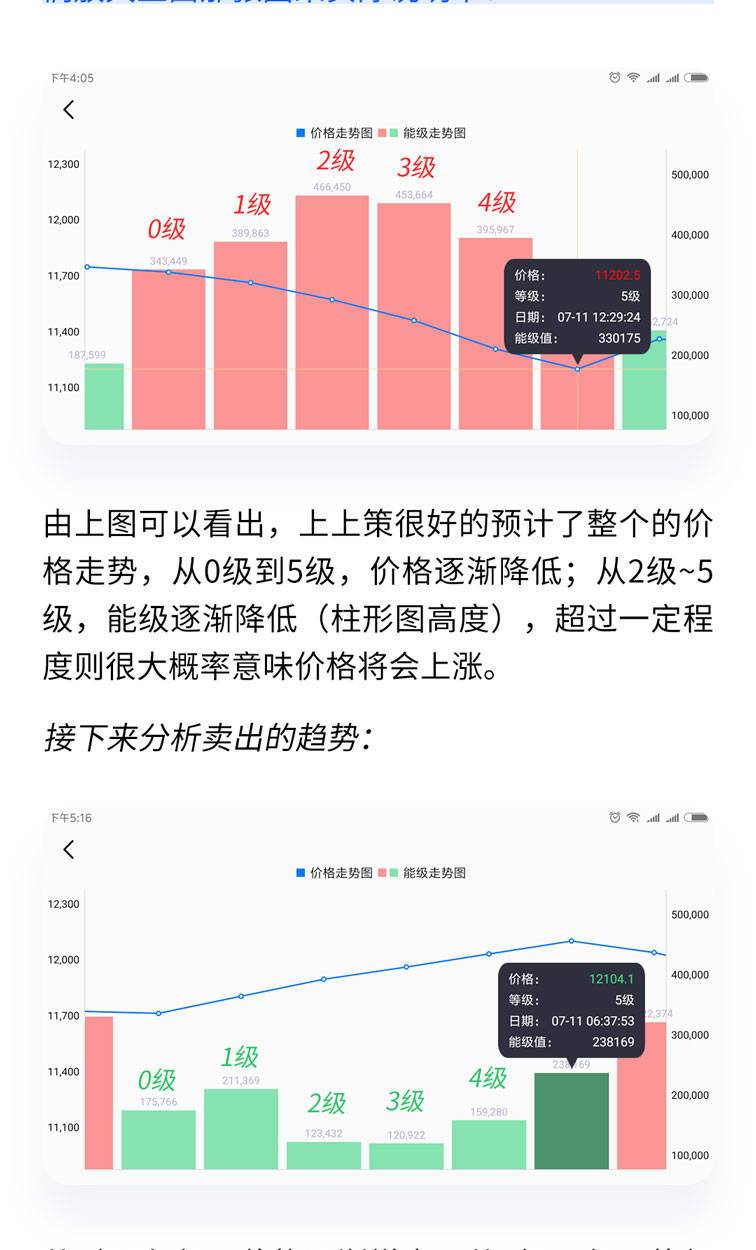 下午4:05
价格走势图 能级走势图
12,300
12,000
11,700
11,400
11,100
500,000
400,000
300,000
200,000
100,000
187,599
0级
343,449
1级
389,863
2级
466,450
3级
453,664
4级
395,967
价格: 11202.5
等级: 5级
日期: 07-11 12:29:24
能级值: 330175
2,724
由上图可以看出，上上策很好的预计了整个的价
格走势，从0级到5级，价格逐渐降低；从2级~5
级，能级逐渐降低（柱形图高度），超过一定程
度则很大概率意味价格将会上涨。
接下来分析卖出的趋势：
下午5:16
价格走势图 能级走势图
12,300
12,000
11,700
11,400
11,100
500,000
400,000
300,000
200,000
100,000
0级
175,766
1级
211,369
2级
123,432
3级
120,922
4级
159,280
价格: 12104.1
等级: 5级
日期: 07-11 06:37:53
能级值: 238169
238,169
22,374